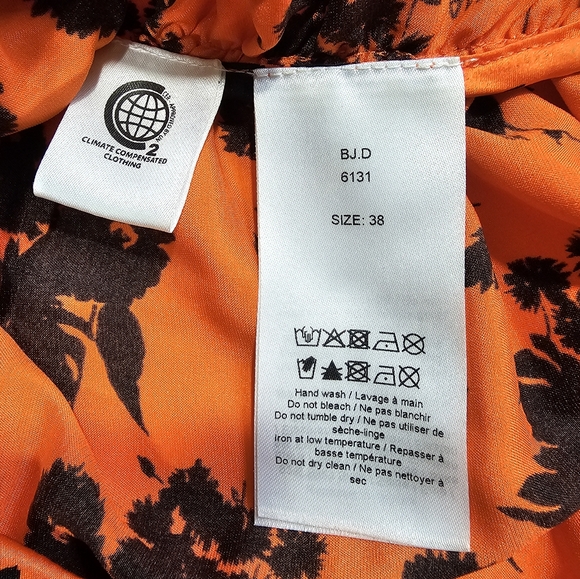 2
CLIMATE COMPENSATED
CLOTHING
BJ.D
6131
SIZE: 38
Hand wash / Lavage à main
Do not bleach / Ne pas blanchir
Do not tumble dry / Ne pas utiliser de
sèche-linge
iron at low temperature / Repasser à
basse température
Do not dry clean / Ne pas nettoyer à
sec